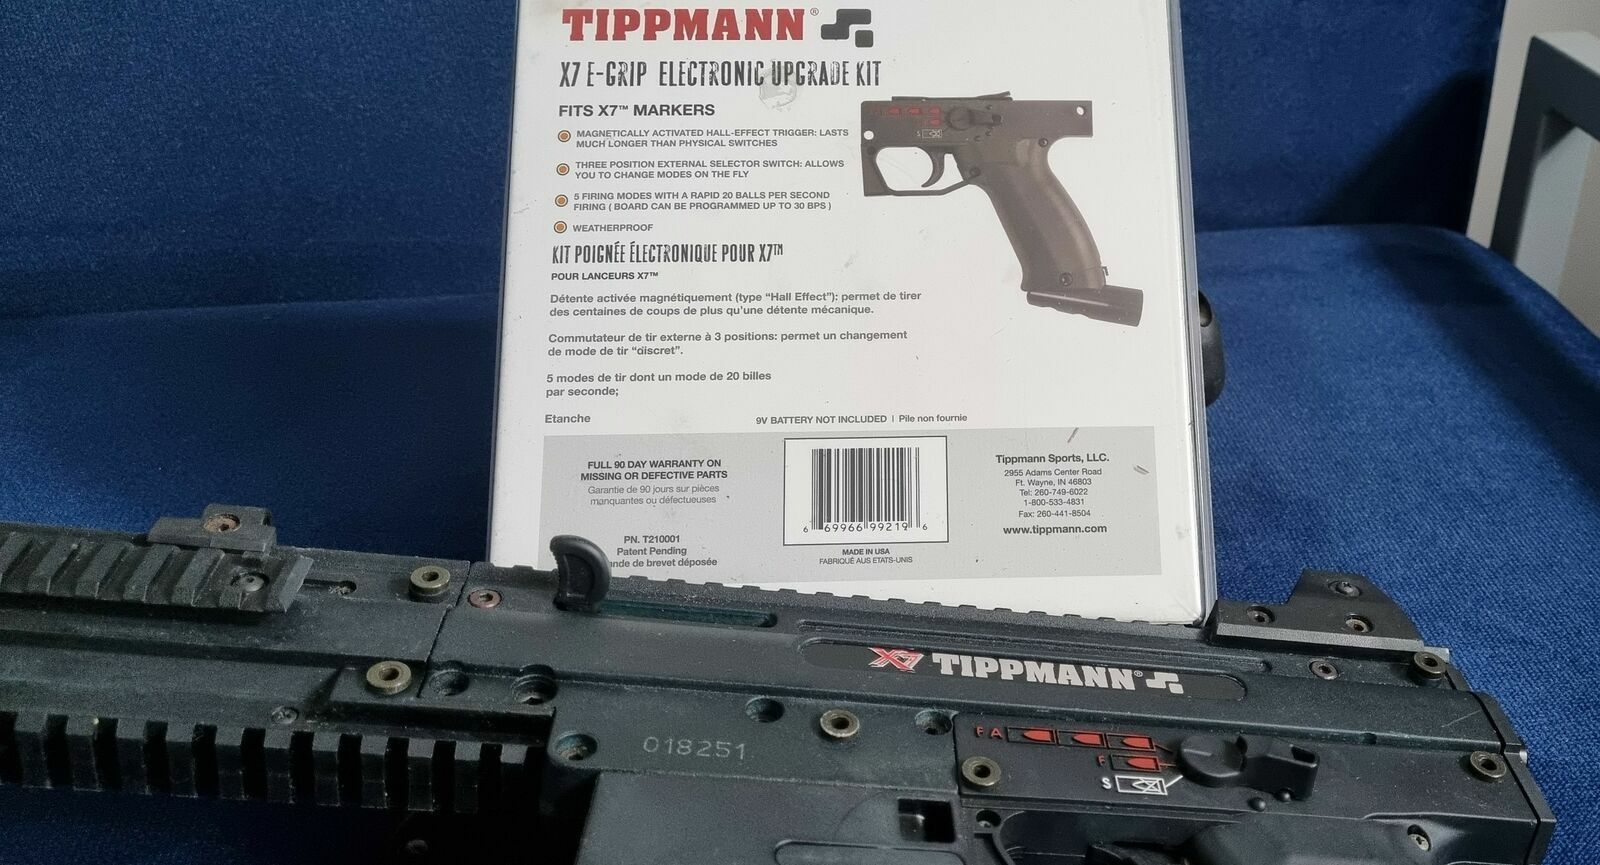 TIPPMANN®
X7 E-GRIP ELECTRONIC UPGRADE KIT
FITS X7™ MARKERS
MAGNETICALLY ACTIVATED HALL-EFFECT TRIGGER: LASTS
MUCH LONGER THAN PHYSICAL SWITCHES
THREE POSITION EXTERNAL SELECTOR SWITCH: ALLOWS
YOU TO CHANGE MODES ON THE FLY
5 FIRING MODES WITH A RAPID 20 BALLS PER SECOND
FIRING ( BOARD CAN BE PROGRAMMED UP TO 30 BPS )
WEATHERPROOF
KIT POIGNÉE ÉLECTRONIQUE POUR X7™
POUR LANCEURS X7™
Détente activée magnétiquement (type “Hall Effect”): permet de tirer
des centaines de coups de plus qu'une détente mécanique.
Commutateur de tir externe à 3 positions: permet un changement
de mode de tir “discret”.
5 modes de tir dont un mode de 20 billes
par seconde;
Etanche
9V BATTERY NOT INCLUDED | Pile non fournie
FULL 90 DAY WARRANTY ON
MISSING OR DEFECTIVE PARTS
Garantie de 90 jours sur pièces
manquantes ou défectueuses
PN. T210001
Patent Pending
ande de brevet déposée
6 69966 99219 6
MADE IN USA
FABRIQUÉ AUS ETATS-UNIS
Tippmann Sports, LLC.
2955 Adams Center Road
Ft. Wayne, IN 46803
Tel: 260-749-6022
1-800-533-4831
Fax: 260-441-8504
www.tippmann.com
X7 TIPPMANN®
018251
FA
F
S